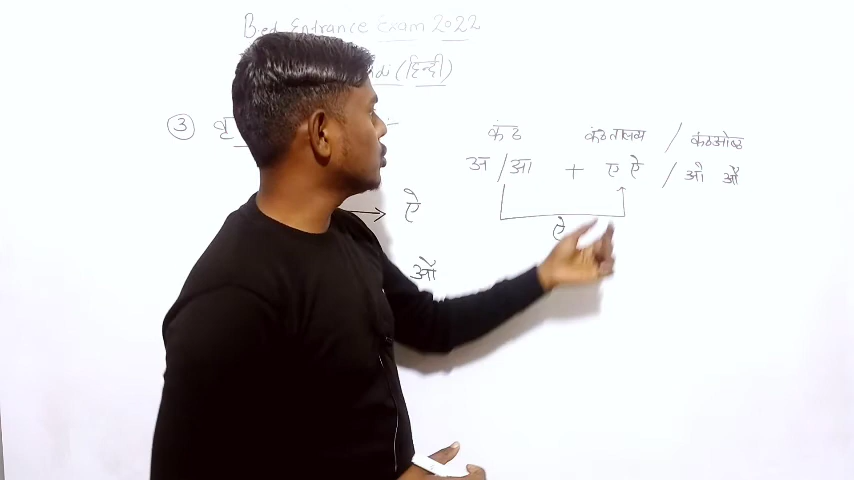 Bed Entrance Exam 2022
(हिन्दी)
③ वृ
कंठ कंठतालव्य / कंठओष्ठ
अ / आ + ए ऐ / ओ औ
→ ऐ
ऐ
औ